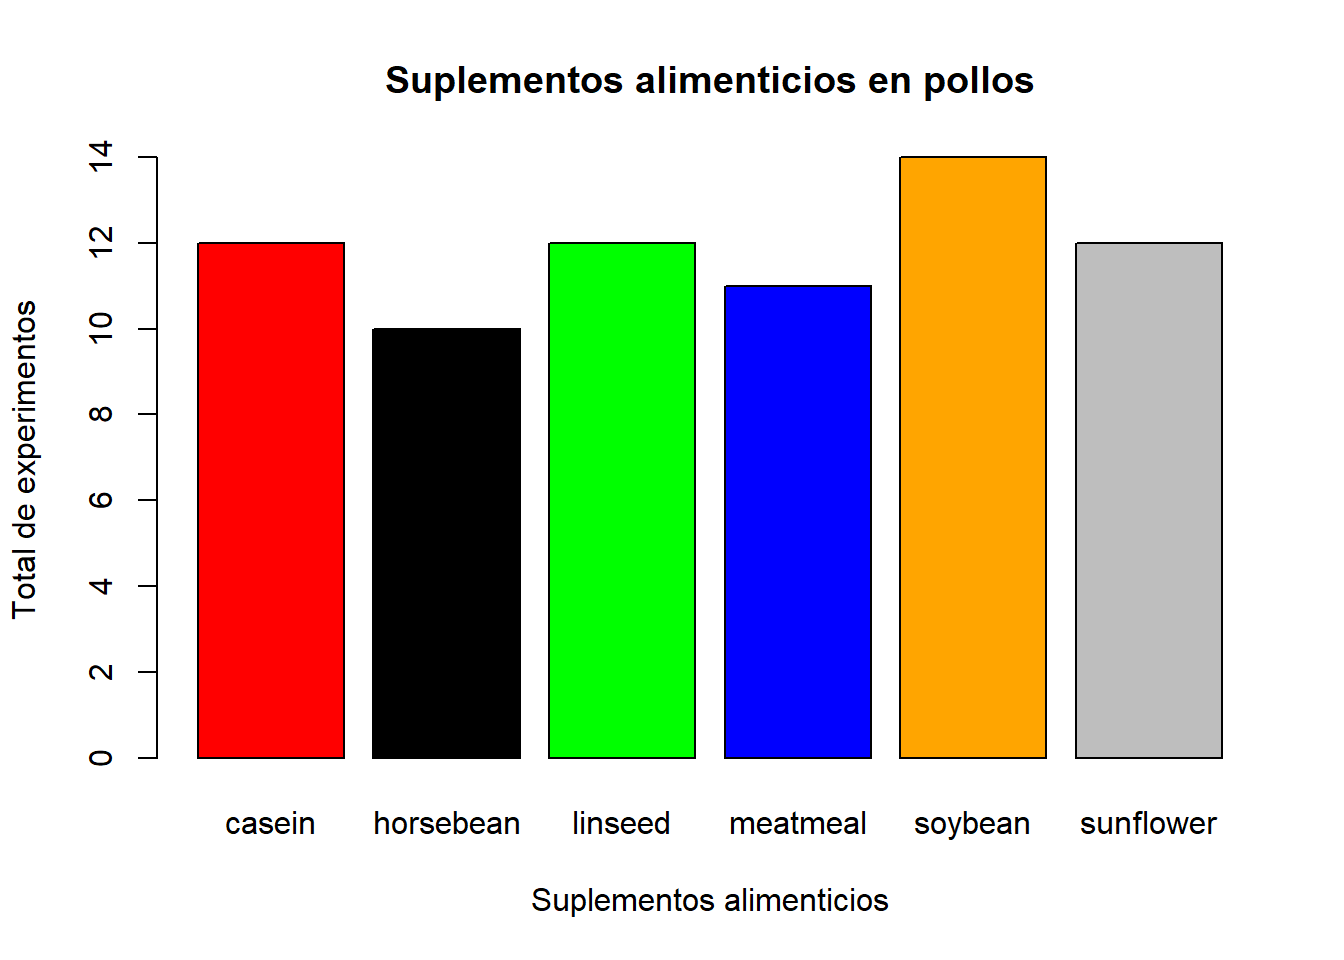 Suplementos alimenticios en pollos
Total de experimentos
14
12
10
8
6
4
2
0
casein horsebean linseed meatmeal soybean sunflower
Suplementos alimenticios